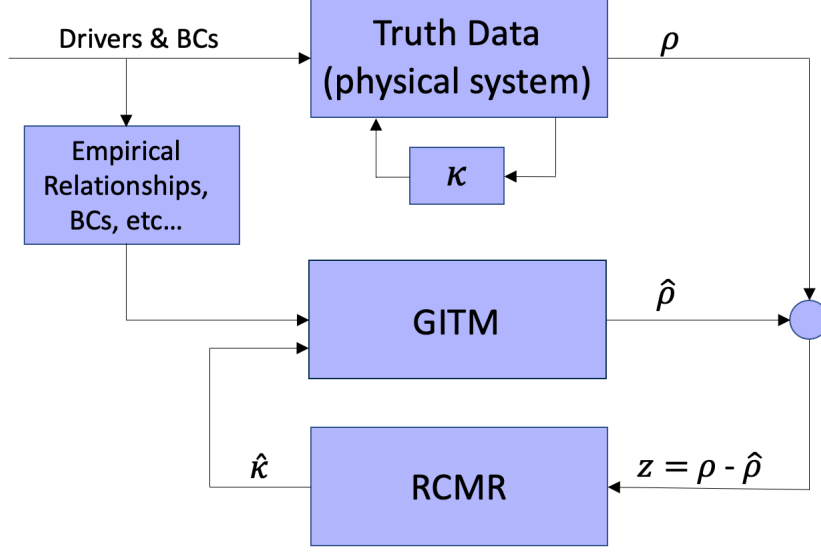 Drivers & BCs
Truth Data
(physical system)
ρ
Empirical
Relationships,
BCs, etc...
κ
GITM
ρ̂
κ̂
RCMR
z = ρ - ρ̂